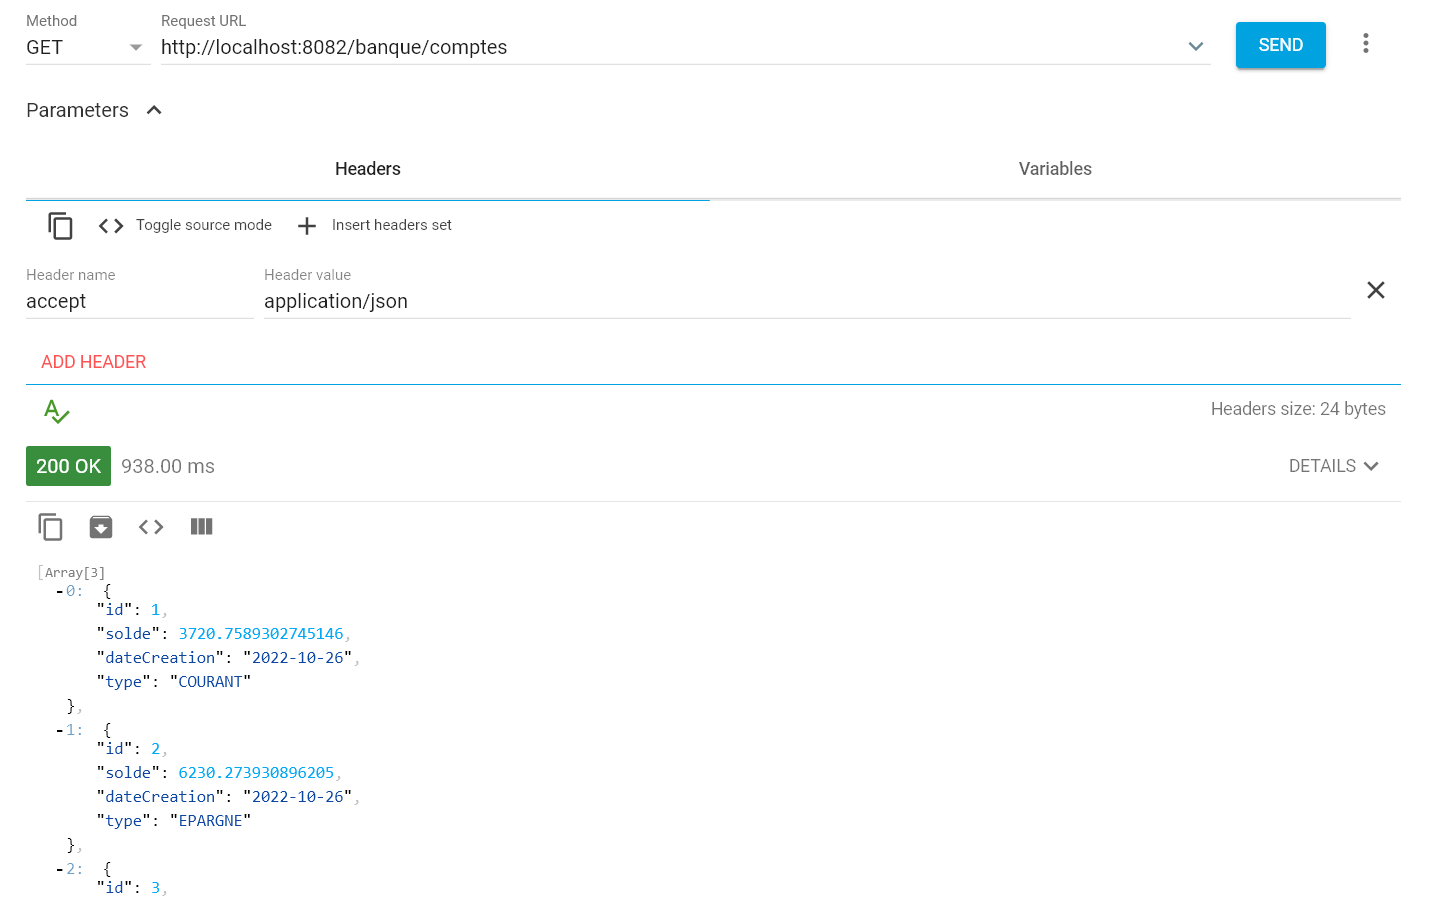 Method Request URL
GET http://localhost:8082/banque/comptes SEND
Parameters
Headers Variables
Toggle source mode Insert headers set
Header name Header value
accept application/json
ADD HEADER
Headers size: 24 bytes
200 OK 938.00 ms DETAILS
[Array[3]
-0: {
"id": 1,
"solde": 3720.7589302745146,
"dateCreation": "2022-10-26",
"type": "COURANT"
},
-1: {
"id": 2,
"solde": 6230.273930896205,
"dateCreation": "2022-10-26",
"type": "EPARGNE"
},
-2: {
"id": 3,